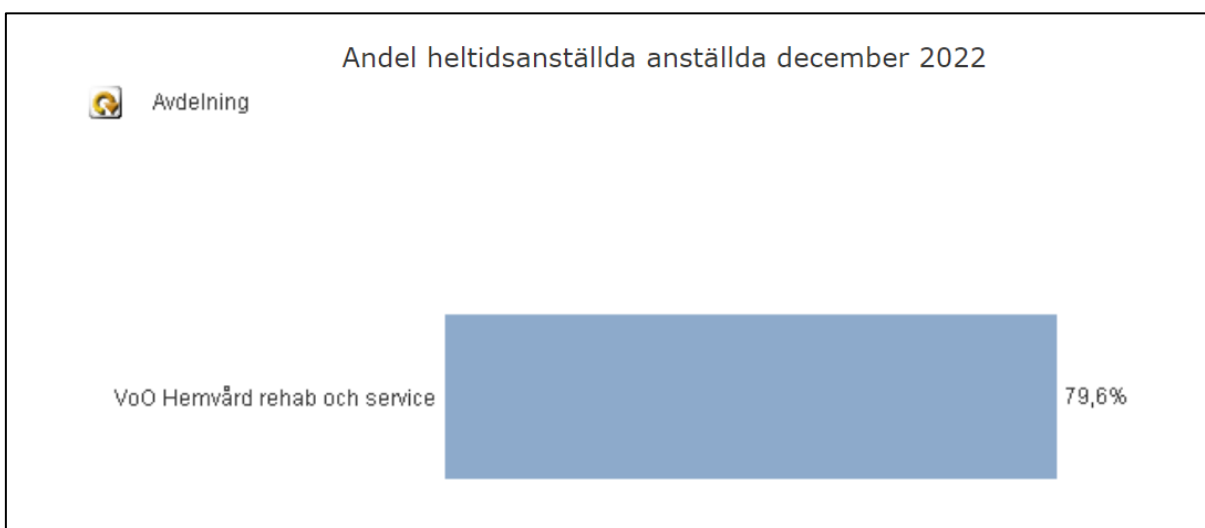 Andel heltidsanställda anställda december 2022
Avdelning
VoO Hemvård rehab och service
79,6%